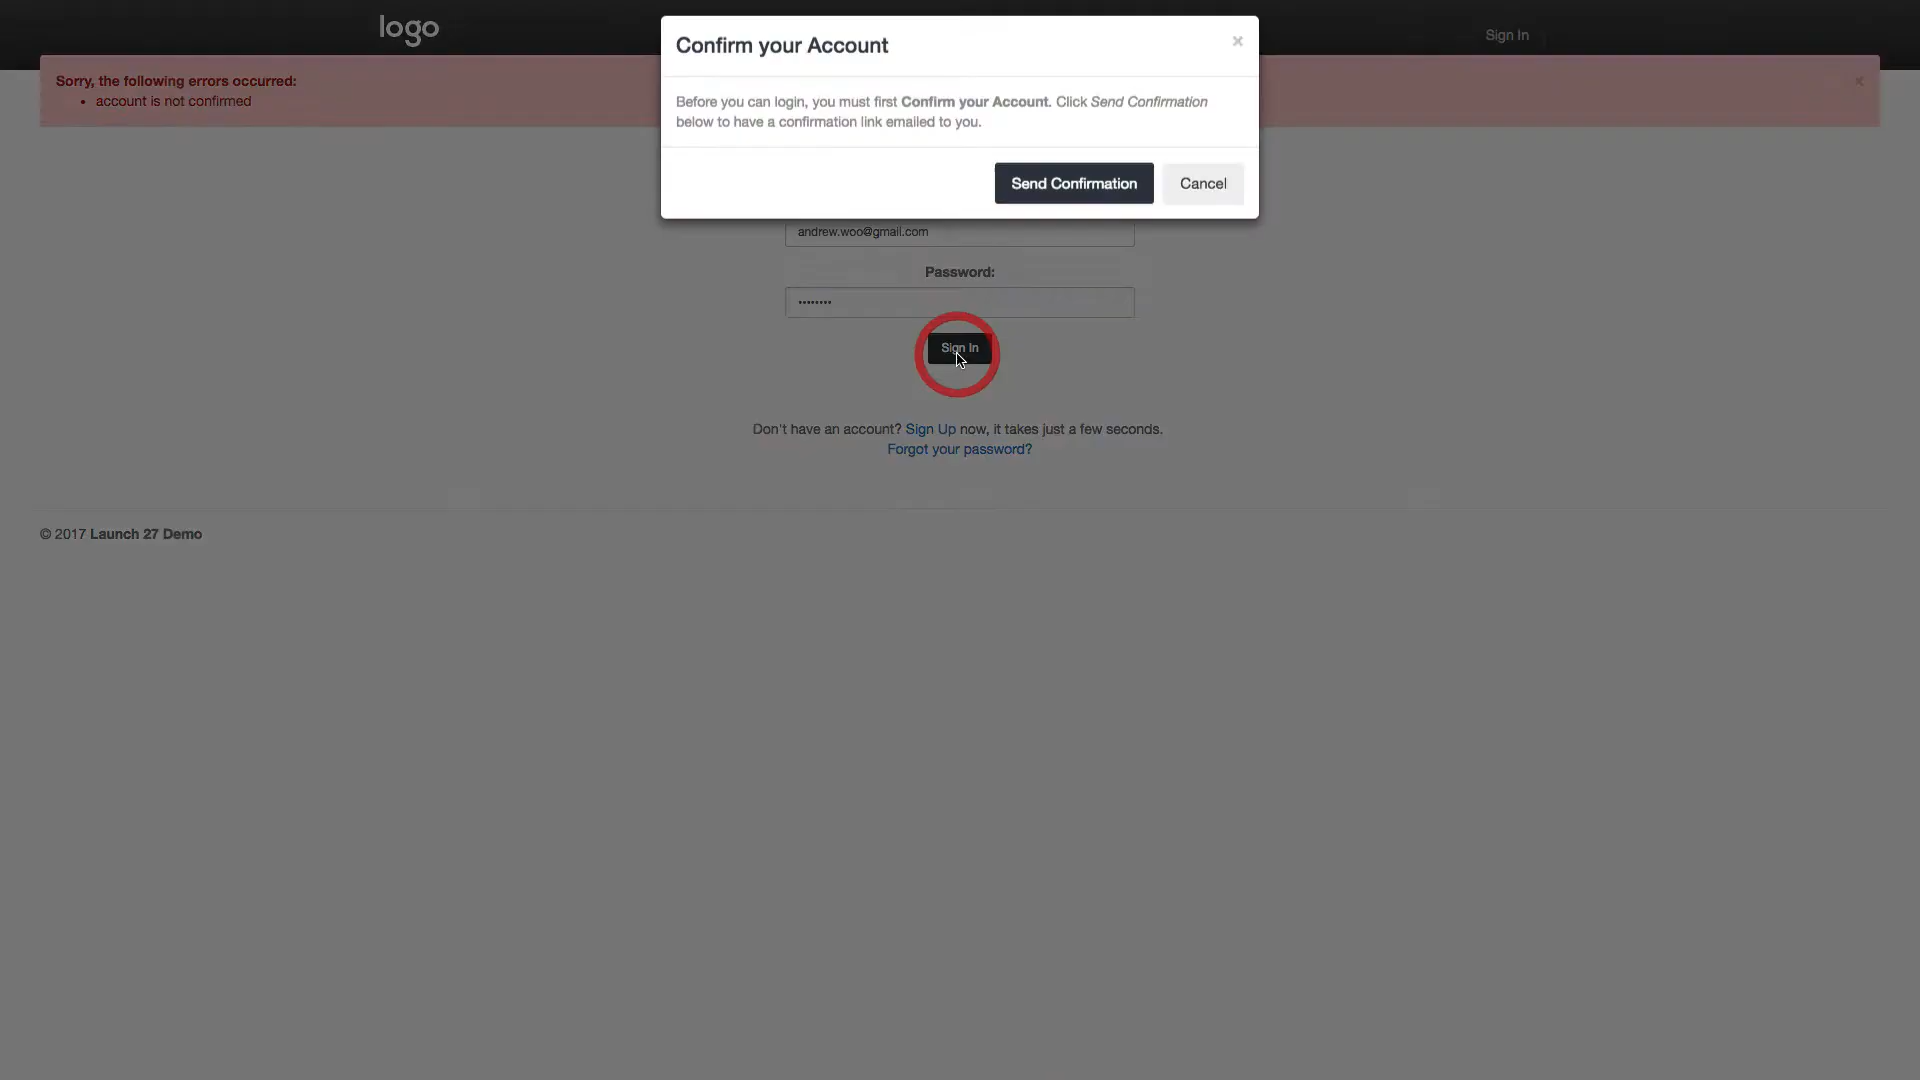 logo
Sign In
Confirm your Account
×
Sorry, the following errors occurred:
• account is not confirmed
×
Before you can login, you must first Confirm your Account. Click Send Confirmation
below to have a confirmation link emailed to you.
Send Confirmation
Cancel
andrew.woo@gmail.com
Password:
••••••••
Sign In
Don't have an account? Sign Up now, it takes just a few seconds.
Forgot your password?
© 2017 Launch 27 Demo